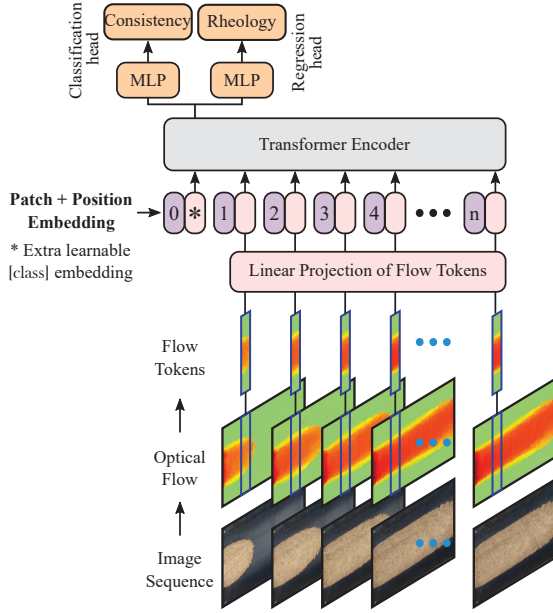 Consistency
Rheology
Classification
head
MLP
MLP
Regression
head
Transformer Encoder
Patch + Position
Embedding
0 * 1 2 3 4 n
* Extra learnable
[class] embedding
Linear Projection of Flow Tokens
Flow
Tokens
Optical
Flow
Image
Sequence